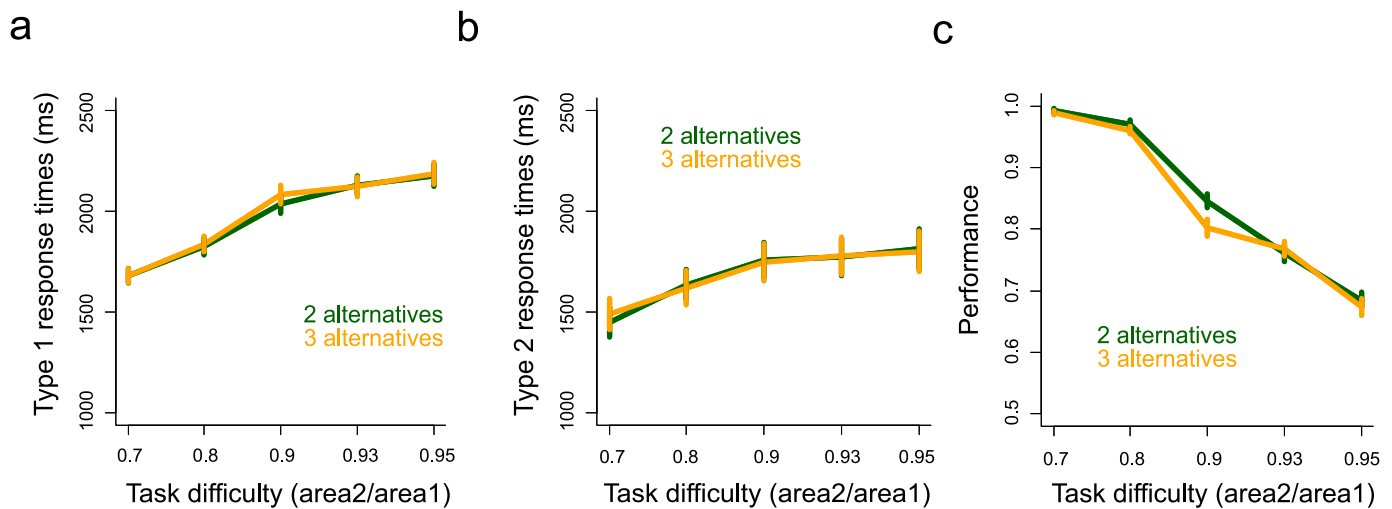 a
Type 1 response times (ms)
2500
2000
1500
1000
2 alternatives
3 alternatives
0.7 0.8 0.9 0.93 0.95
Task difficulty (area2/area1)
b
Type 2 response times (ms)
2500
2000
1500
1000
2 alternatives
3 alternatives
0.7 0.8 0.9 0.93 0.95
Task difficulty (area2/area1)
c
Performance
1.0
0.9
0.8
0.7
0.6
0.5
2 alternatives
3 alternatives
0.7 0.8 0.9 0.93 0.95
Task difficulty (area2/area1)